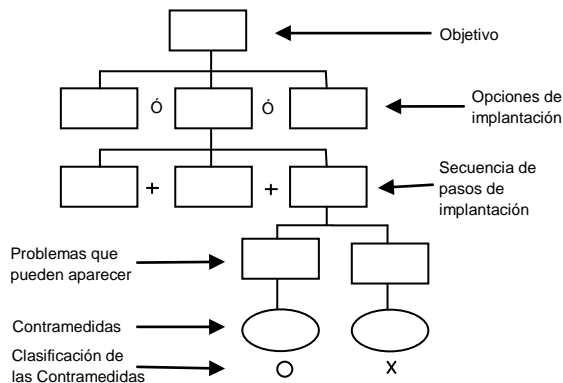 Objetivo
Ó
Ó
Opciones de
implantación
+
+
Secuencia de
pasos de
implantación
Problemas que
pueden aparecer
Contramedidas
Clasificación de
las Contramedidas
O
X